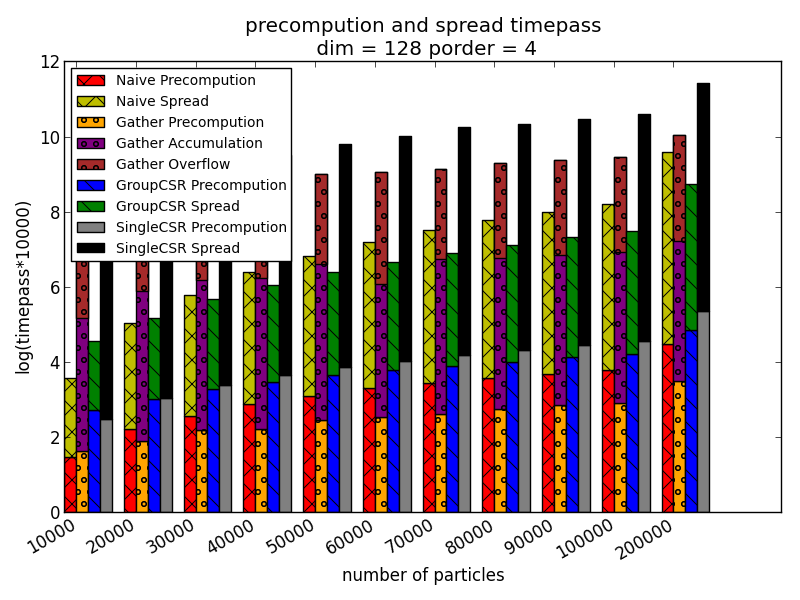 precompution and spread timepass
dim = 128 porder = 4
12
10
8
6
4
2
0
log(timepass*10000)
Naive Precompution
Naive Spread
Gather Precompution
Gather Accumulation
Gather Overflow
GroupCSR Precompution
GroupCSR Spread
SingleCSR Precompution
SingleCSR Spread
10000
20000
30000
40000
50000
60000
70000
80000
90000
100000
200000
number of particles